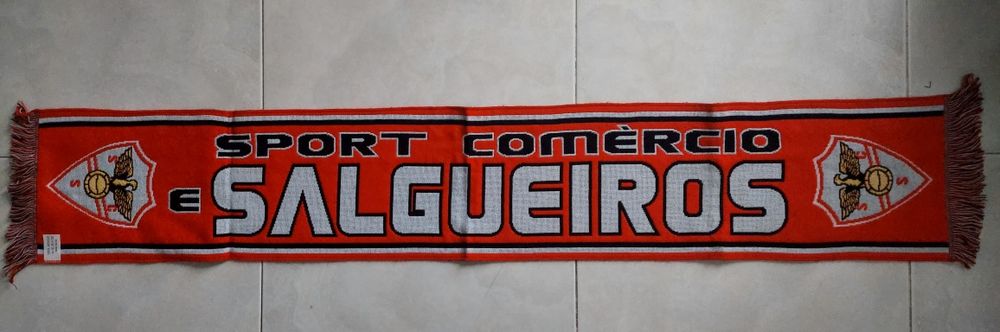 SPORT COMÈRCIO
E SALGUEIROS